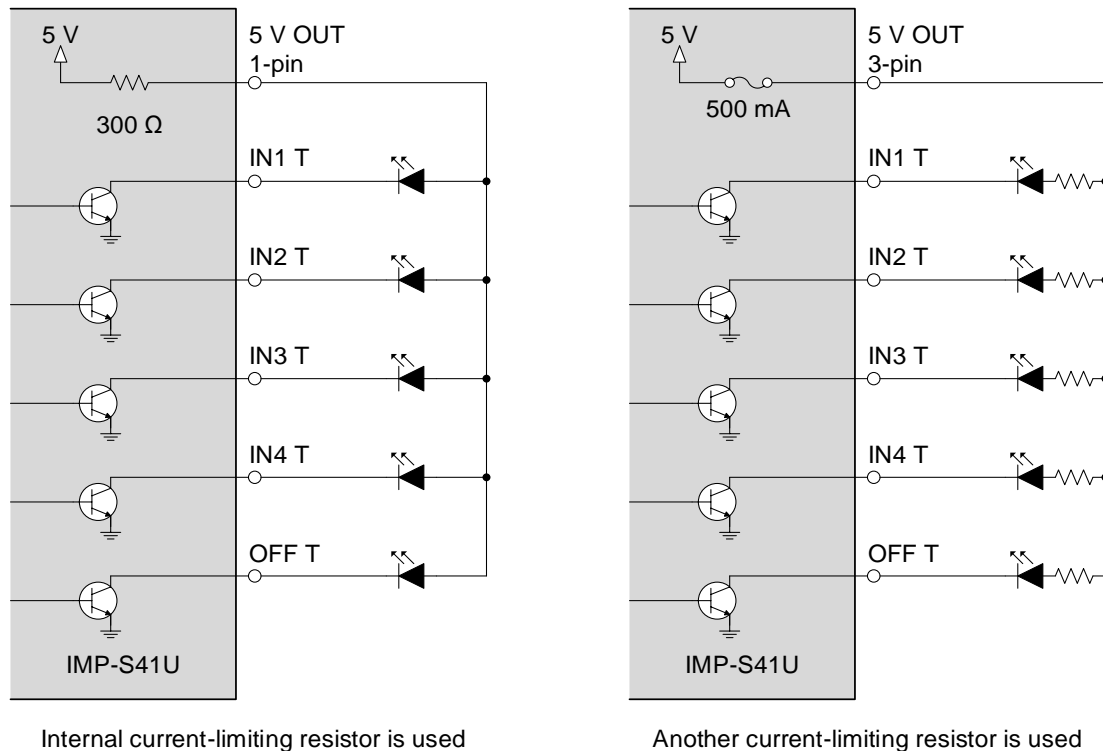 5 V
5 V OUT
1-pin
300 Ω
IN1 T
IN2 T
IN3 T
IN4 T
OFF T
IMP-S41U
Internal current-limiting resistor is used
5 V
5 V OUT
3-pin
500 mA
IN1 T
IN2 T
IN3 T
IN4 T
OFF T
IMP-S41U
Another current-limiting resistor is used